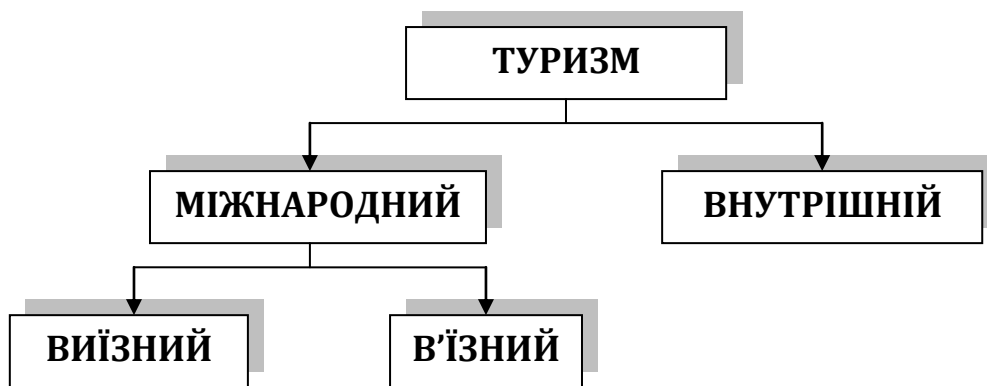 ТУРИЗМ
МІЖНАРОДНИЙ
ВНУТРІШНІЙ
ВИЇЗНИЙ
В’ЇЗНИЙ